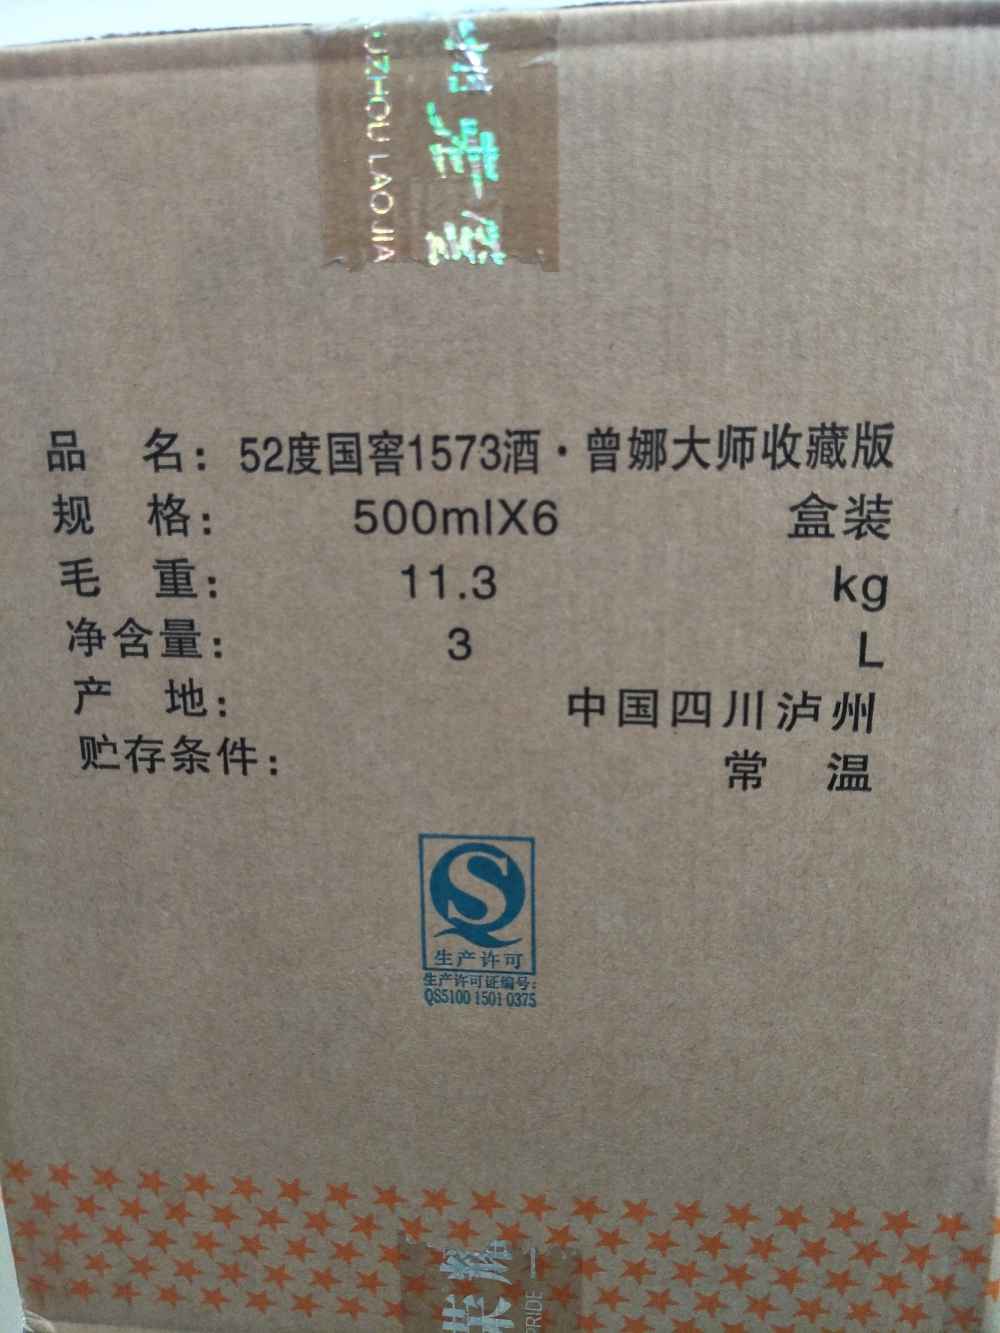 UZHOU LAOJIA
品 名：52度国窖1573酒·曾娜大师收藏版
规 格： 500mlX6 盒装
毛 重： 11.3 kg
净含量： 3 L
产 地： 中国四川泸州
贮存条件： 常 温
生产许可
生产许可证编号：
QS5100 1501 0375
PRIDE